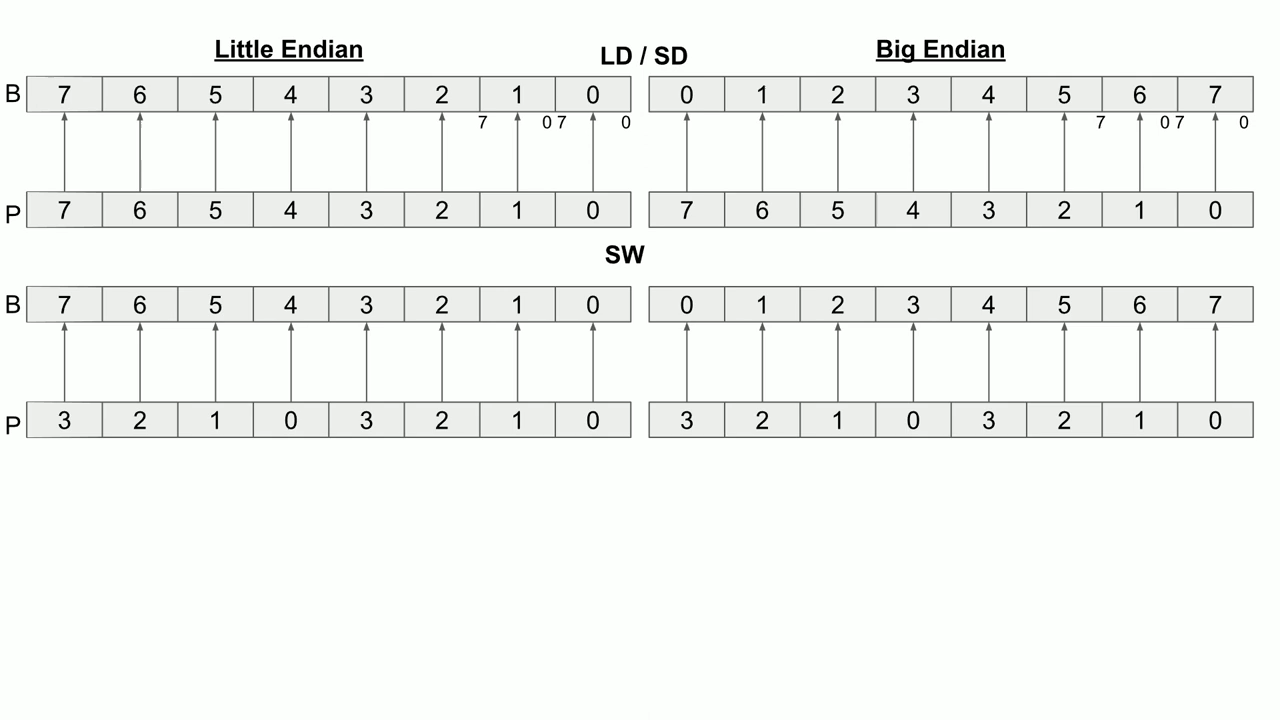 Little Endian LD / SD Big Endian
B 7 6 5 4 3 2 1 0 0 1 2 3 4 5 6 7
7 0 7 0 7 0 7 0
P 7 6 5 4 3 2 1 0 7 6 5 4 3 2 1 0
SW
B 7 6 5 4 3 2 1 0 0 1 2 3 4 5 6 7
P 3 2 1 0 3 2 1 0 3 2 1 0 3 2 1 0